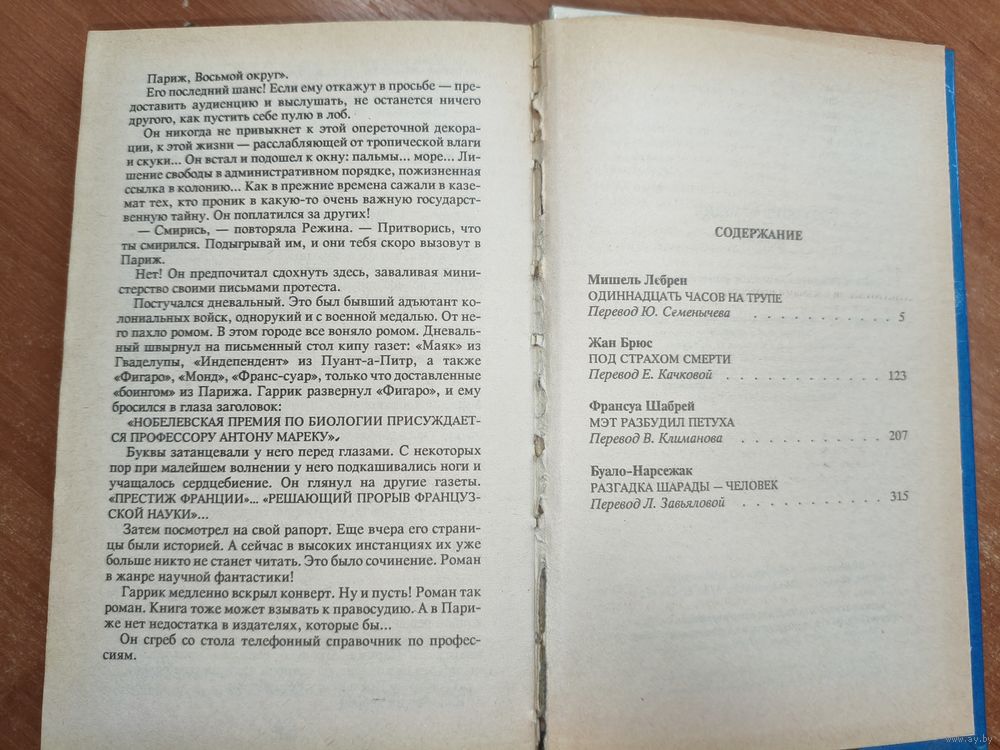 Париж, Восьмой округ».
Его последний шанс! Если ему откажут в просьбе — пре-
доставить аудиенцию и выслушать, не останется ничего
другого, как пустить себе пулю в лоб.
Он никогда не привыкнет к этой опереточной декора-
ции, к этой жизни — расслабляющей от тропической влаги
и скуки... Он встал и подошел к окну: пальмы... море... Ли-
шение свободы в административном порядке, пожизненная
ссылка в колонию... Как в прежние времена сажали в казе-
мат тех, кто проник в какую-то очень важную государст-
венную тайну. Он поплатился за других!
— Смирись, — повторяла Режина. — Притворись, что
ты смирился. Подыгрывай им, и они тебя скоро вызовут в
Париж.
Нет! Он предпочитал сдохнуть здесь, заваливая мини-
стерство своими письмами протеста.
Постучался дневальный. Это был бывший адъютант ко-
лониальных войск, однорукий и с военной медалью. От не-
го пахло ромом. В этом городе все воняло ромом. Дневаль-
ный швырнул на письменный стол кипу газет: «Маяк» из
Гваделупы, «Индепендент» из Пуант-а-Питр, а также
«Фигаро», «Монд», «Франс-суар», только что доставленные
«боингом» из Парижа. Гаррик развернул «Фигаро», и ему
бросился в глаза заголовок:
«НОБЕЛЕВСКАЯ ПРЕМИЯ ПО БИОЛОГИИ ПРИСУЖДАЕТ-
СЯ ПРОФЕССОРУ АНТОНУ МАРЕКУ».
Буквы затанцевали у него перед глазами. С некоторых
пор при малейшем волнении у него подкашивались ноги и
учащалось сердцебиение. Он глянул на другие газеты.
«ПРЕСТИЖ ФРАНЦИИ»... «РЕШАЮЩИЙ ПРОРЫВ ФРАНЦУЗ-
СКОЙ НАУКИ»...
Затем посмотрел на свой рапорт. Еще вчера его страни-
цы были историей. А сейчас в высоких инстанциях их уже
больше никто не станет читать. Это было сочинение. Роман
в жанре научной фантастики!
Гаррик медленно вскрыл конверт. Ну и пусть! Роман так
роман. Книга тоже может взывать к правосудию. А в Пари-
же нет недостатка в издателях, которые бы...
Он сгреб со стола телефонный справочник по профес-
сиям.
СОДЕРЖАНИЕ
Мишель Лебрен
ОДИННАДЦАТЬ ЧАСОВ НА ТРУПЕ
Перевод Ю. Семенычева . . . . . . . . . . . 5
Жан Брюс
ПОД СТРАХОМ СМЕРТИ
Перевод Е. Качковой . . . . . . . . . . . . 123
Франсуа Шабрей
МЭТ РАЗБУДИЛ ПЕТУХА
Перевод В. Климанова . . . . . . . . . . . 207
Буало-Нарсежак
РАЗГАДКА ШАРАДЫ — ЧЕЛОВЕК
Перевод Л. Завьяловой . . . . . . . . . . . 315
www.ay.by